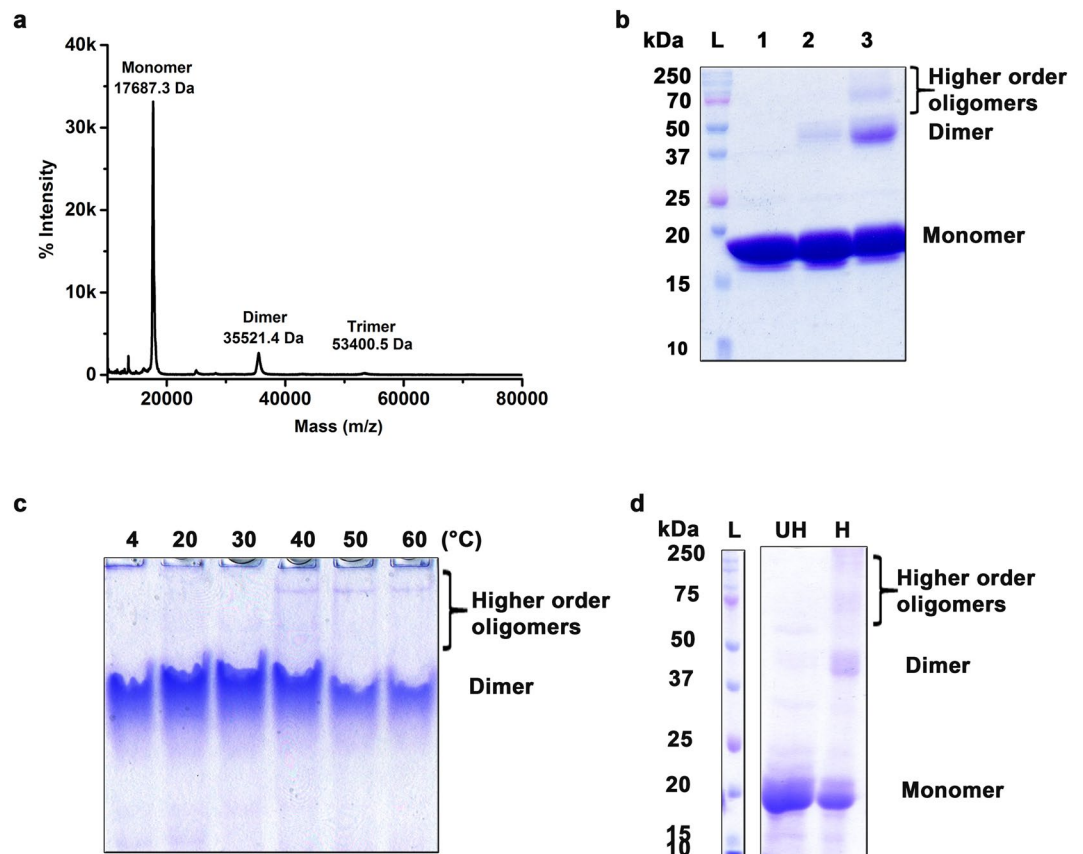 a
40k
30k
20k
10k
0
% Intensity
Monomer
17687.3 Da
Dimer
35521.4 Da
Trimer
53400.5 Da
20000 40000 60000 80000
Mass (m/z)
b
kDa L 1 2 3
250
70
50
37
25
20
15
10
Higher order
oligomers
Dimer
Monomer
c
4 20 30 40 50 60 (°C)
Higher order
oligomers
Dimer
d
kDa L UH H
250
75
50
37
25
20
15
10
Higher order
oligomers
Dimer
Monomer